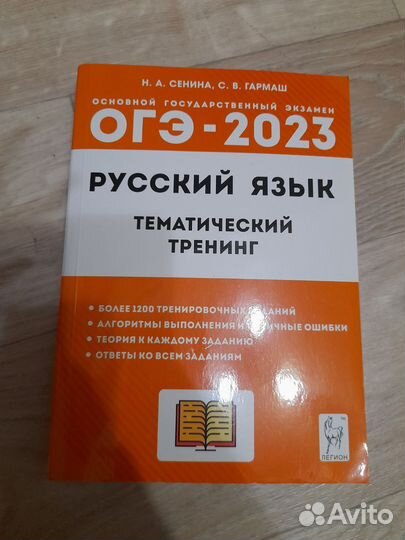 Н. А. СЕНИНА, С. В. ГАРМАШ
ОСНОВНОЙ ГОСУДАРСТВЕННЫЙ ЭКЗАМЕН
ОГЭ - 2023
РУССКИЙ ЯЗЫК
ТЕМАТИЧЕСКИЙ
ТРЕНИНГ
• БОЛЕЕ 1200 ТРЕНИРОВОЧНЫХ ЗАДАНИЙ
• АЛГОРИТМЫ ВЫПОЛНЕНИЯ И ТИПИЧНЫЕ ОШИБКИ
• ТЕОРИЯ К КАЖДОМУ ЗАДАНИЮ
• ОТВЕТЫ КО ВСЕМ ЗАДАНИЯМ
ЛЕГИОН
Avito